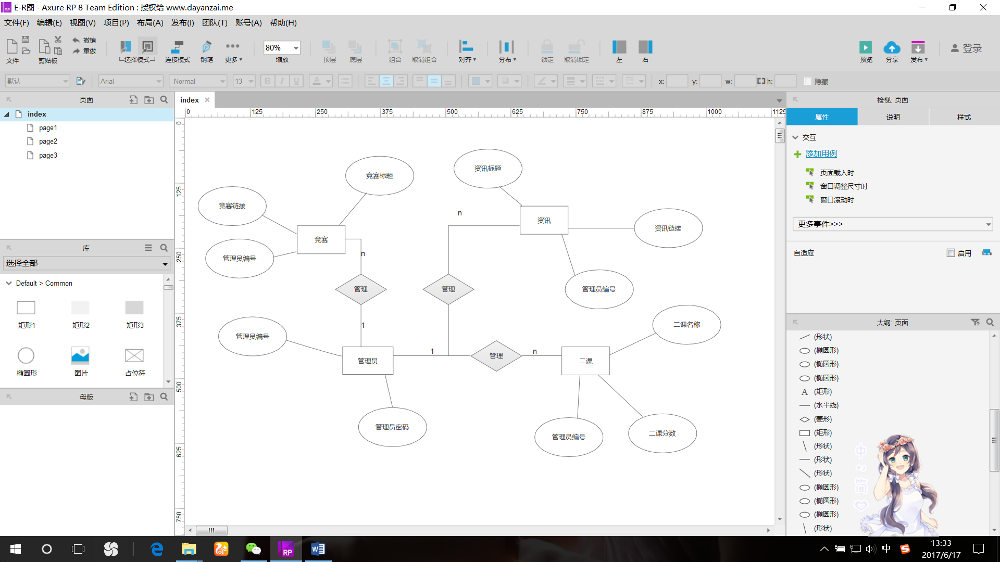 E-R图 - Axure RP 8 Team Edition : 授权给 www.dayanzai.me
文件(F) 编辑(E) 视图(V) 项目(P) 布局(A) 发布(I) 团队(T) 账号(A) 帮助(H)
撤销
重做
文件 剪贴板 选择模式 连接模式 钢笔 更多 80% 缩放 顶层 底层 组合 取消组合 对齐 分布 锁定 取消锁定 左 右 预览 分享 发布 登录
默认 Arial Normal 13 B I U A x: y: w: h: 隐藏
页面
index
page1
page2
page3
库
选择全部
Default > Common
矩形1 矩形2 矩形3
椭圆形 图片 占位符
母版
index
0 125 250 375 500 625 750 875 1000 1125
0
125
250
375
500
625
750
资讯标题
竞赛标题
竞赛链接
n
资讯
资讯链接
竞赛
n
管理员编号
管理
管理
管理员编号
1
二课名称
管理员编号
1
管理
n
管理员
二课
管理员密码
管理员编号
二课分数
检视: 页面
属性 说明 样式
交互
添加用例
页面载入时
窗口调整尺寸时
窗口滚动时
更多事件>>>
自适应 启用
大纲: 页面
(形状)
(椭圆形)
(椭圆形)
(椭圆形)
A (矩形)
(水平线)
(菱形)
(矩形)
(形状)
(形状)
(形状)
(椭圆形)
(椭圆形)
(椭圆形)
(形状)
中
简
RP
W
中
S
13:33
2017/6/17